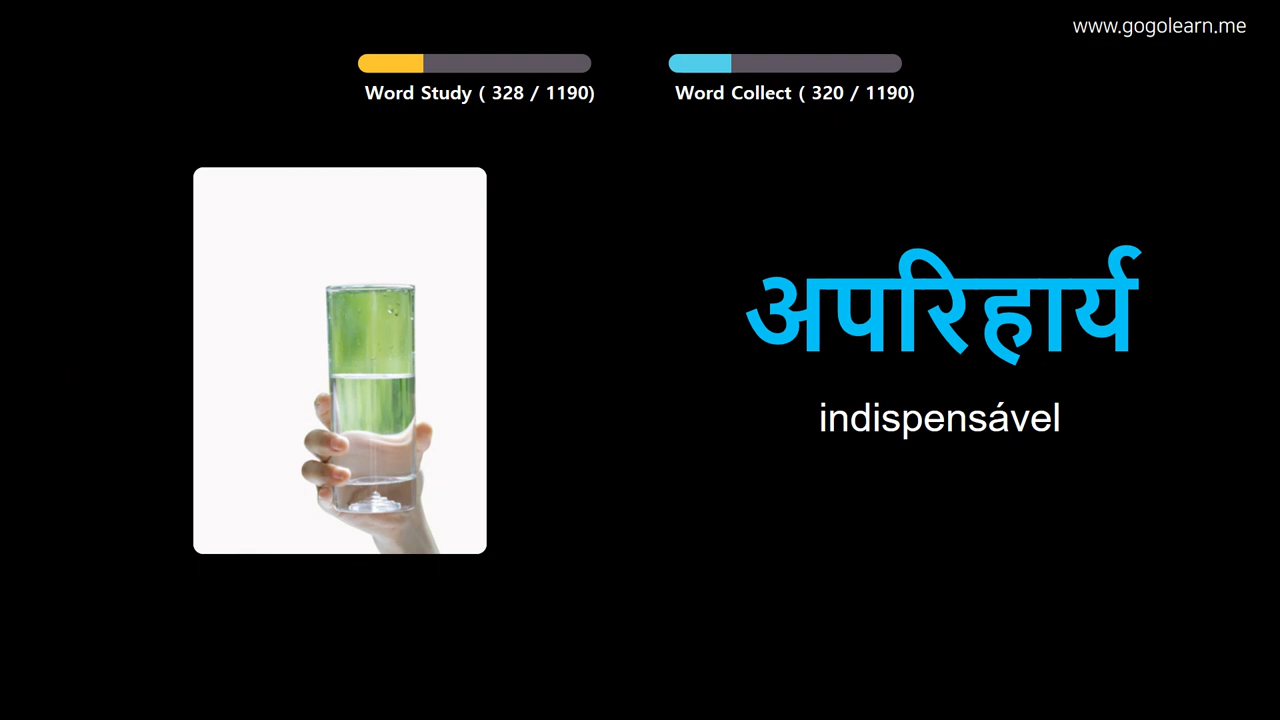 www.gogolearn.me
Word Study ( 328 / 1190)
Word Collect ( 320 / 1190)
अपरिहार्य
indispensável